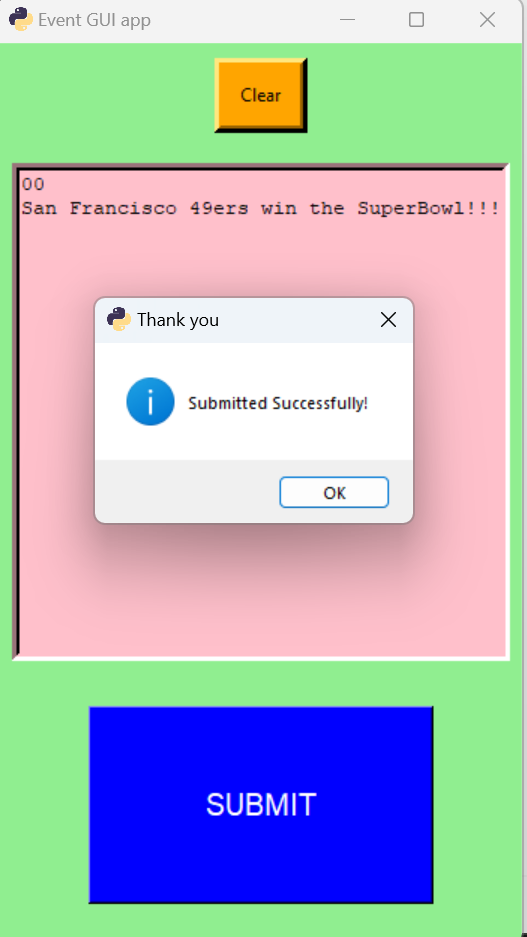 Event GUI app
Clear
00
San Francisco 49ers win the SuperBowl!!!
Thank you
Submitted Successfully!
OK
SUBMIT